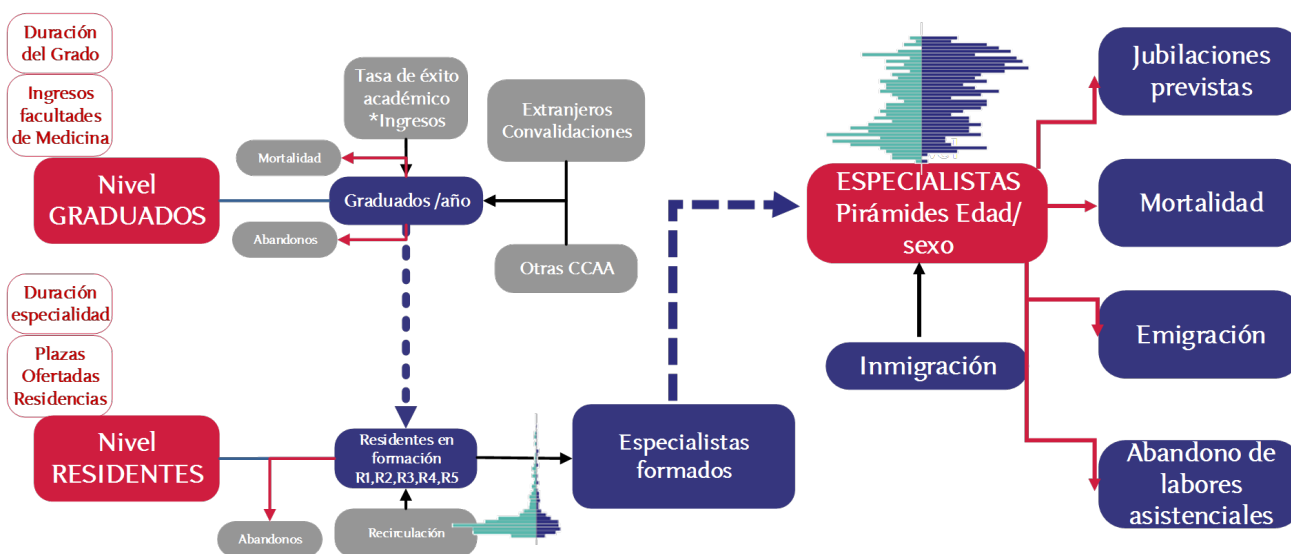 Duración
del Grado
Ingresos
facultades
de Medicina
Nivel
GRADUADOS
Tasa de éxito
académico
*Ingresos
Extranjeros
Convalidaciones
Mortalidad
Graduados /año
Abandonos
Otras CCAA
Duración
especialidad
Plazas
Ofertadas
Residencias
Nivel
RESIDENTES
Residentes en
formación
R1,R2,R3,R4,R5
Abandonos
Recirculación
Especialistas
formados
ESPECIALISTAS
Pirámides Edad/
sexo
Inmigración
Jubilaciones
previstas
Mortalidad
Emigración
Abandono de
labores
asistenciales